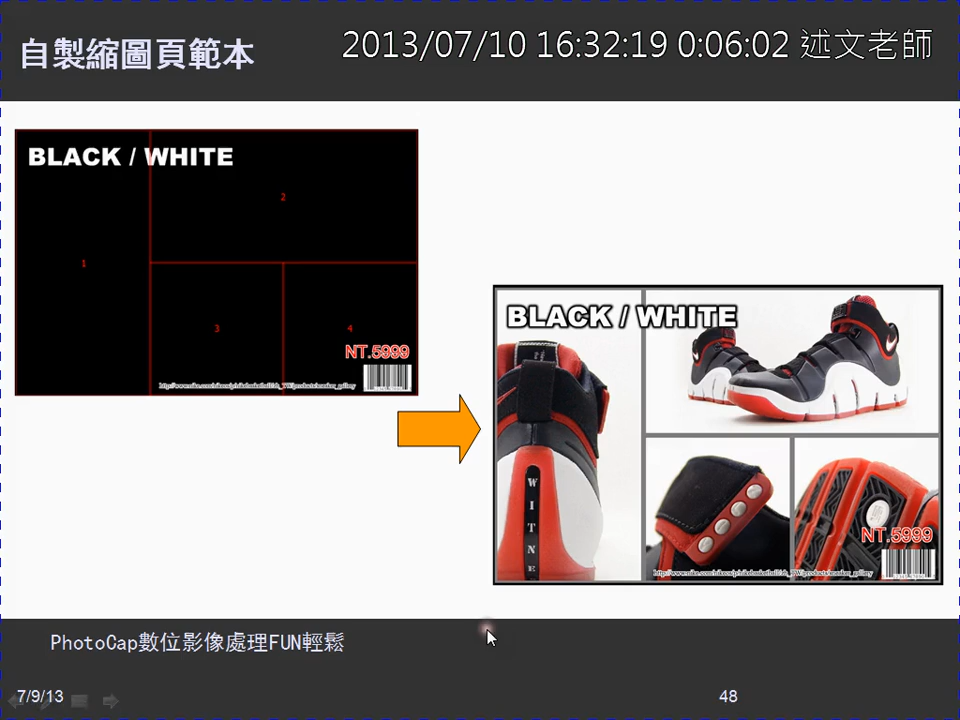 自製縮圖頁範本
2013/07/10 16:32:19 0:06:02 述文老師
BLACK / WHITE
1
2
3
4
NT.5999
BLACK / WHITE
WITNE
NT.5999
PhotoCap數位影像處理FUN輕鬆
7/9/13
48